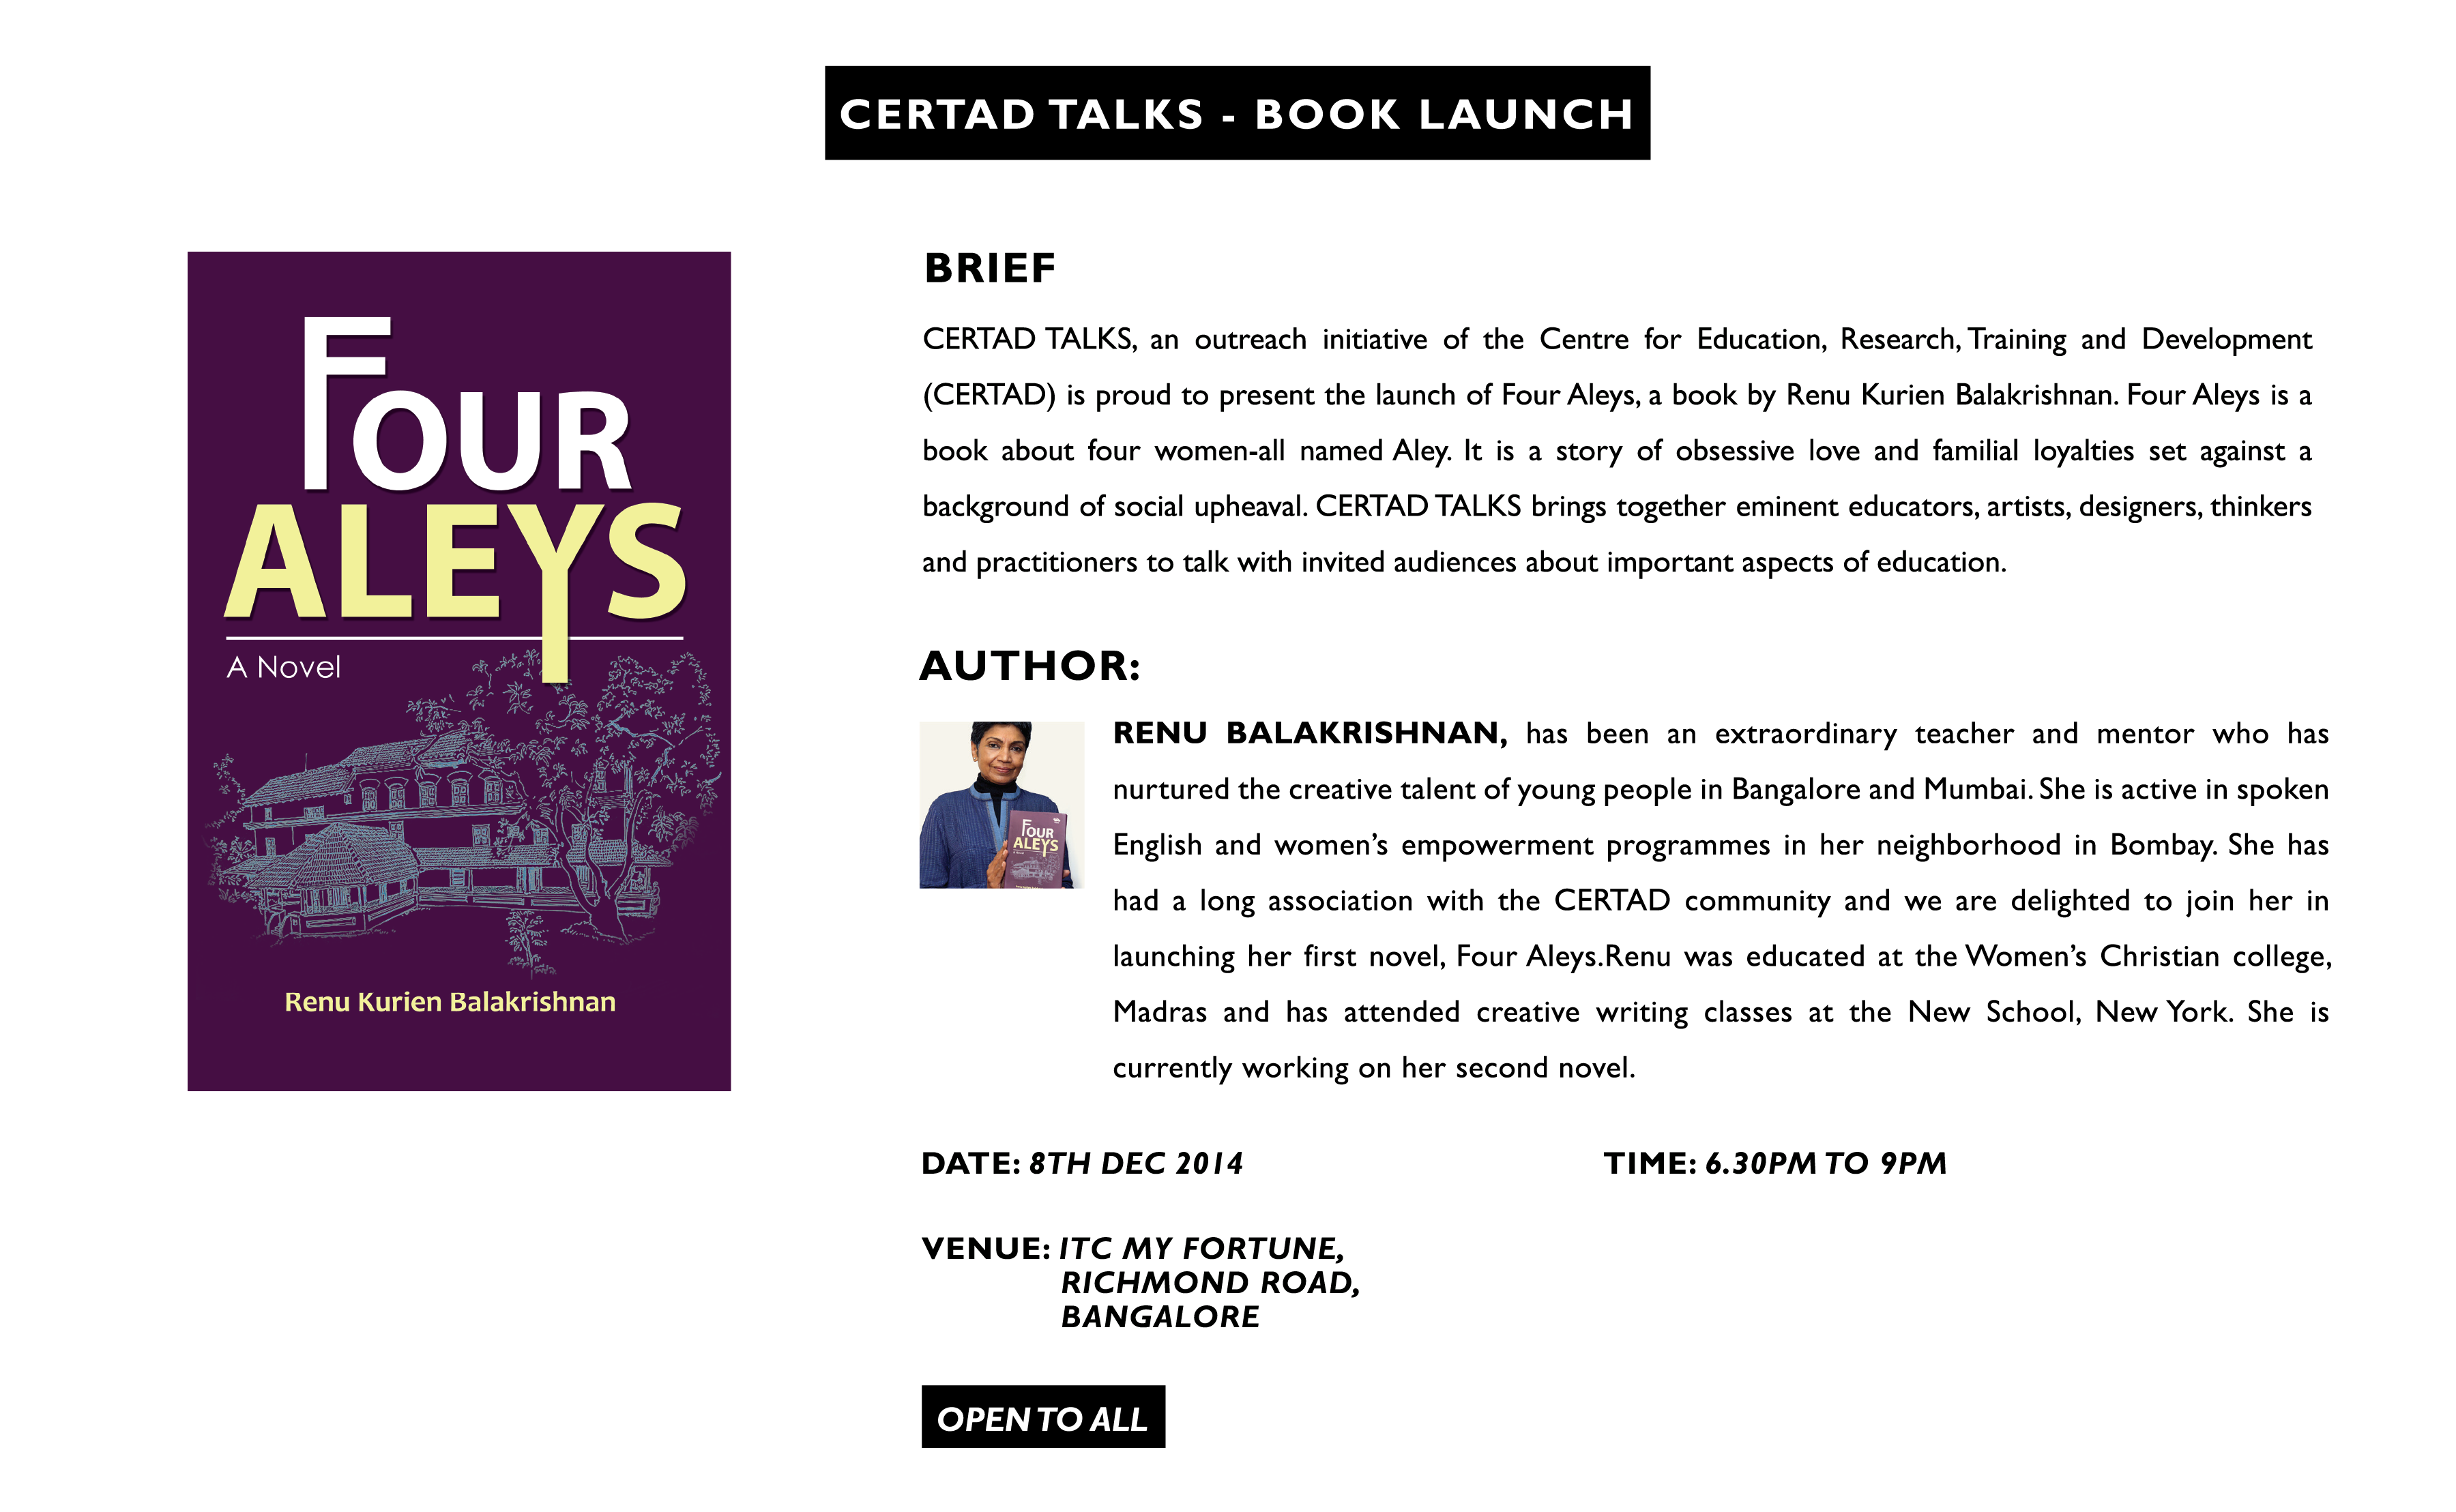 CERTAD TALKS - BOOK LAUNCH
FOUR
ALEYS
A Novel
Renu Kurien Balakrishnan
BRIEF
CERTAD TALKS, an outreach initiative of the Centre for Education, Research, Training and Development
(CERTAD) is proud to present the launch of Four Aleys, a book by Renu Kurien Balakrishnan. Four Aleys is a
book about four women-all named Aley. It is a story of obsessive love and familial loyalties set against a
background of social upheaval. CERTAD TALKS brings together eminent educators, artists, designers, thinkers
and practitioners to talk with invited audiences about important aspects of education.
AUTHOR:
FOUR
ALEYS
RENU BALAKRISHNAN, has been an extraordinary teacher and mentor who has
nurtured the creative talent of young people in Bangalore and Mumbai. She is active in spoken
English and women’s empowerment programmes in her neighborhood in Bombay. She has
had a long association with the CERTAD community and we are delighted to join her in
launching her first novel, Four Aleys.Renu was educated at the Women’s Christian college,
Madras and has attended creative writing classes at the New School, New York. She is
currently working on her second novel.
DATE: 8TH DEC 2014
TIME: 6.30PM TO 9PM
VENUE: ITC MY FORTUNE,
RICHMOND ROAD,
BANGALORE
OPEN TO ALL